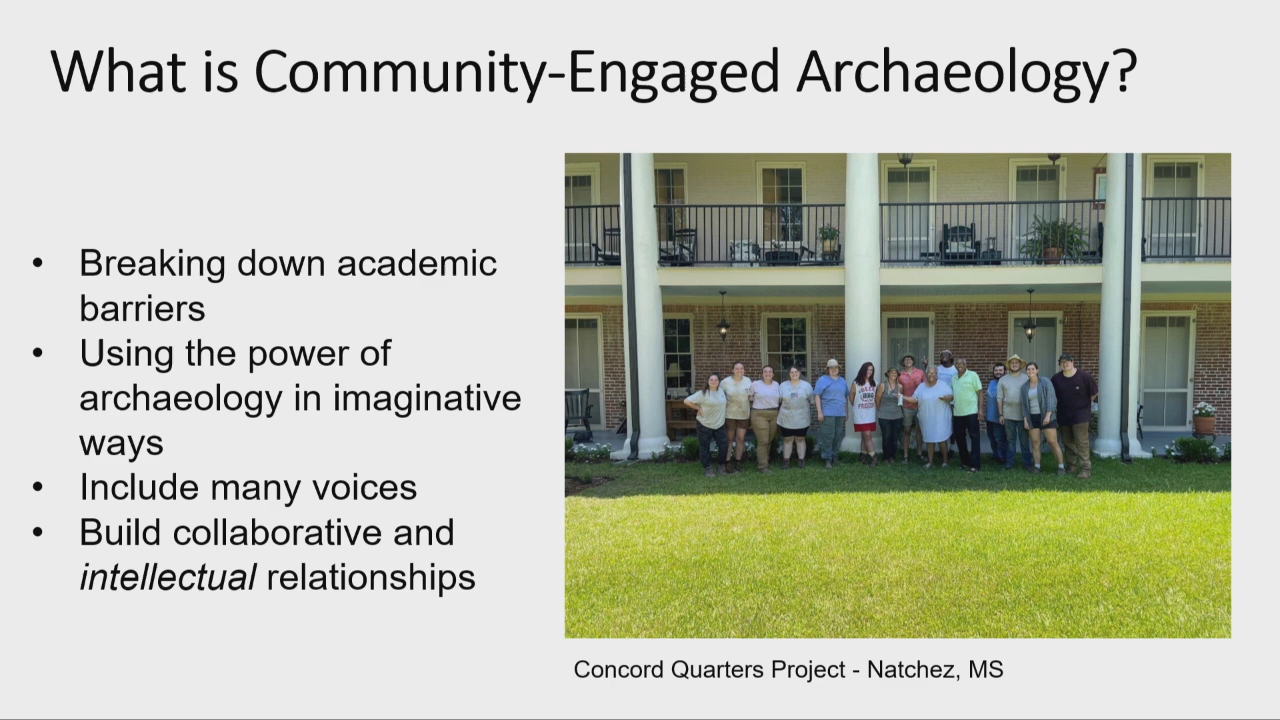 What is Community-Engaged Archaeology?
• Breaking down academic
barriers
• Using the power of
archaeology in imaginative
ways
• Include many voices
• Build collaborative and
intellectual relationships
Concord Quarters Project - Natchez, MS